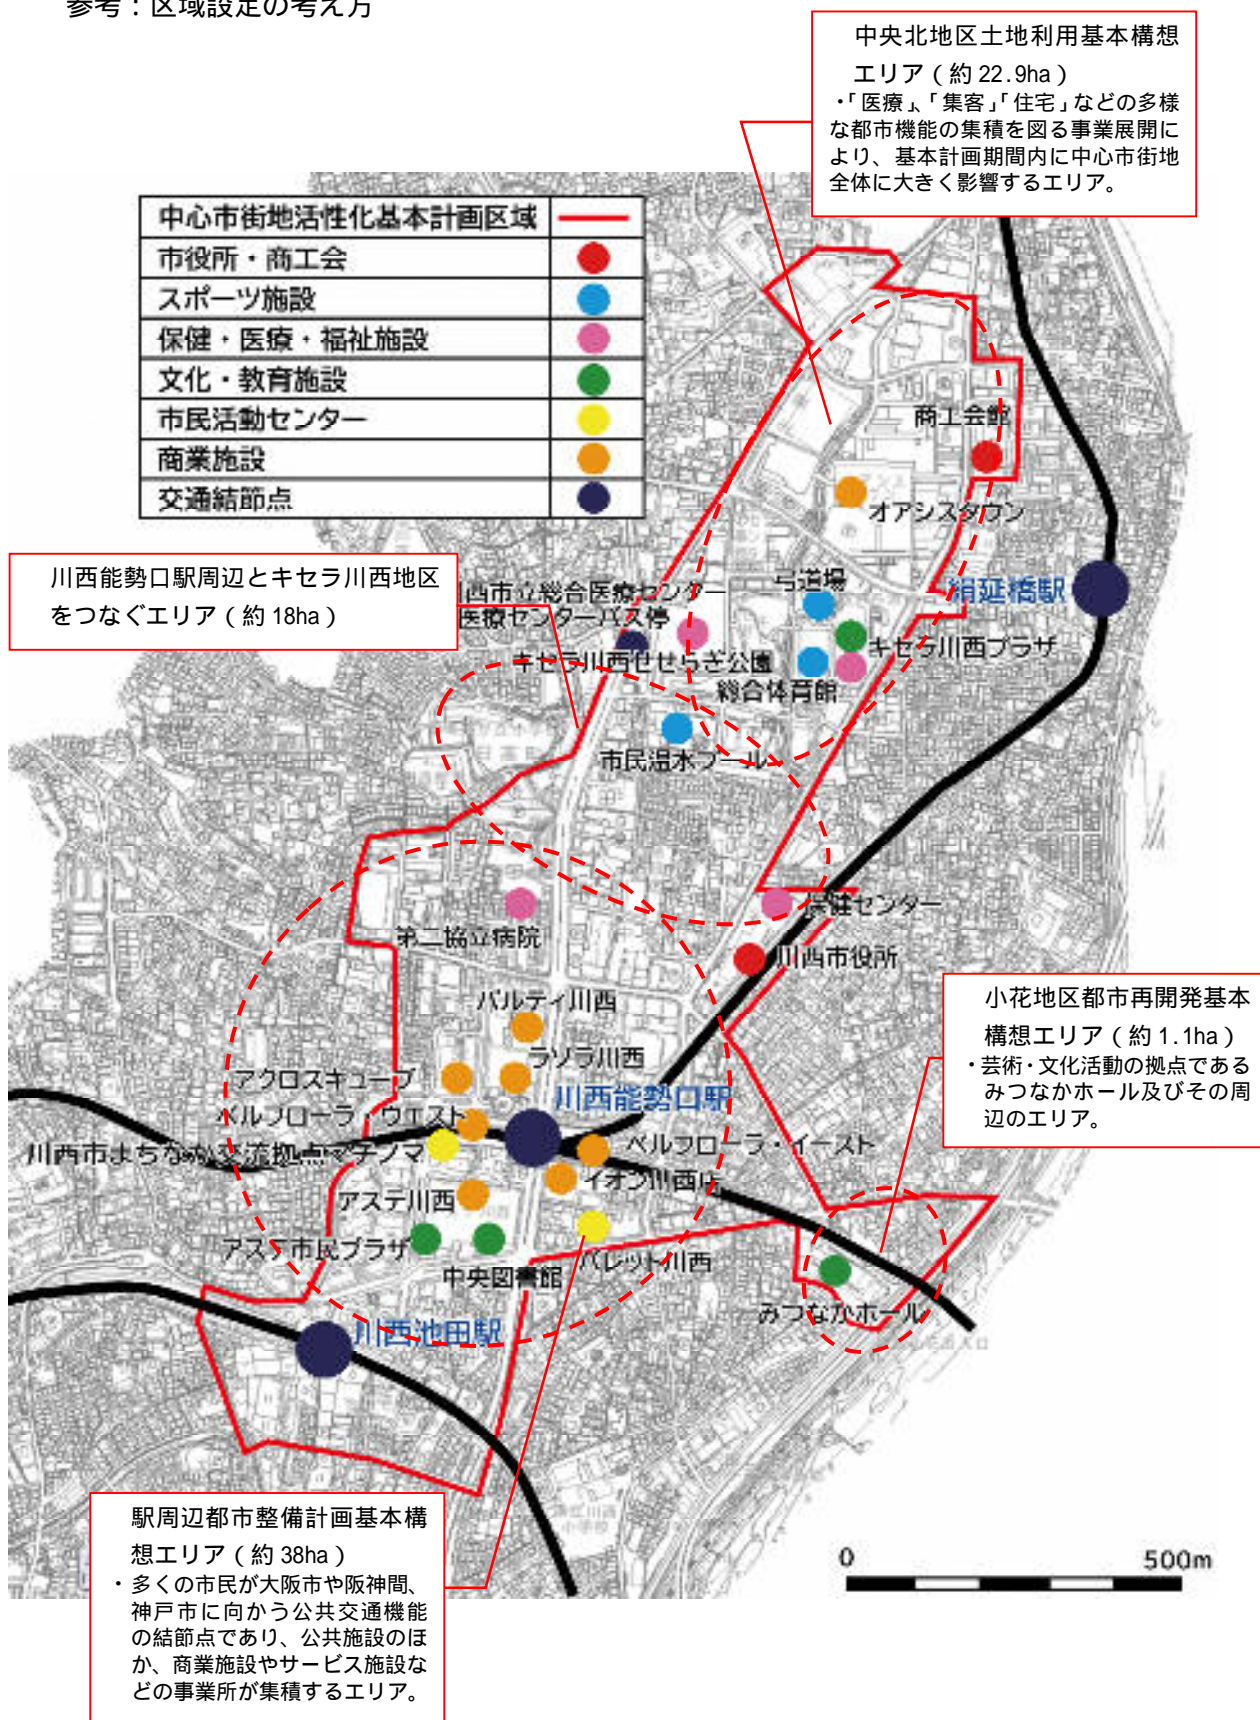 参考：区域設定の考え方
中央北地区土地利用基本構想
エリア（約 22.9ha）
・「医療」、「集客」「住宅」などの多様
な都市機能の集積を図る事業展開に
より、基本計画期間内に中心市街地
全体に大きく影響するエリア。
中心市街地活性化基本計画区域
市役所・商工会
スポーツ施設
保健・医療・福祉施設
文化・教育施設
市民活動センター
商業施設
交通結節点
商工会館
オアシスタウン
川西能勢口駅周辺とキセラ川西地区
をつなぐエリア（約 18ha）
西市立総合医療センター
医療センターバス停
弓道場
絹延橋駅
キセラ川西プラザ
キセラ川西せせらぎ公園
総合体育館
市民温水プール
保健センター
第二協立病院
川西市役所
小花地区都市再開発基本
構想エリア（約 1.1ha）
・芸術・文化活動の拠点である
みつなかホール及びその周
辺のエリア。
パルティ川西
ラソラ川西
アクロスキューブ
川西能勢口駅
ベルフローラ・ウエスト
川西市まちなか交流拠点マチノマ
ベルフローラ・イースト
イオン川西店
アステ川西
アステ市民プラザ
中央図書館
パレット川西
みつなかホール
川西池田駅
駅周辺都市整備計画基本構
想エリア（約 38ha）
・多くの市民が大阪市や阪神間、
神戸市に向かう公共交通機能
の結節点であり、公共施設のほ
か、商業施設やサービス施設な
どの事業所が集積するエリア。
0 500m